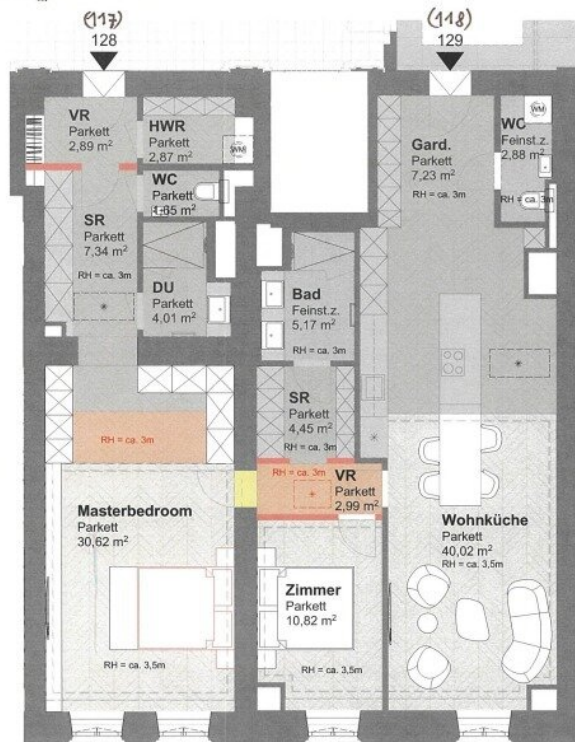 (117)
128
(118)
129
VR
Parkett
2,89 m²
HWR
Parkett
2,87 m²
WM
WC
Parkett
1,65 m²
SR
Parkett
7,34 m²
RH = ca. 3m
DU
Parkett
4,01 m²
Gard.
Parkett
7,23 m²
RH = ca. 3m
WC
Feinst.z.
2,88 m²
WM
RH = ca. 3m
Bad
Feinst.z.
5,17 m²
RH = ca. 3m
SR
Parkett
4,45 m²
RH = ca. 3m
RH = ca. 3m
RH = ca. 3m
VR
Parkett
2,99 m²
Masterbedroom
Parkett
30,62 m²
RH = ca. 3,5m
Zimmer
Parkett
10,82 m²
RH = ca. 3,5m
Wohnküche
Parkett
40,02 m²
RH = ca. 3,5m